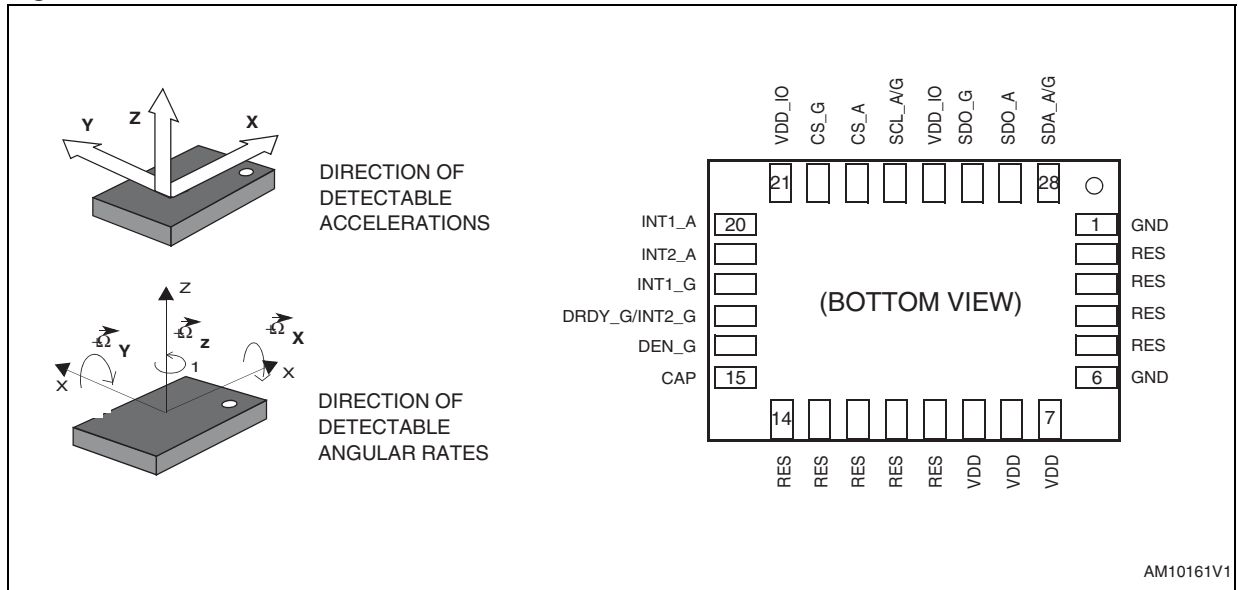 Z
Y
X
DIRECTION OF
DETECTABLE
ACCELERATIONS
Z
+Ω Y
+Ω z
+Ω X
X
1
X
DIRECTION OF
DETECTABLE
ANGULAR RATES
VDD_IO
CS_G
CS_A
SCL_A/G
VDD_IO
SDO_G
SDO_A
SDA_A/G
21
28
INT1_A 20
INT2_A
INT1_G
DRDY_G/INT2_G
DEN_G
CAP 15
(BOTTOM VIEW)
1 GND
RES
RES
RES
RES
6 GND
14
7
RES
RES
RES
RES
RES
VDD
VDD
VDD
AM10161V1